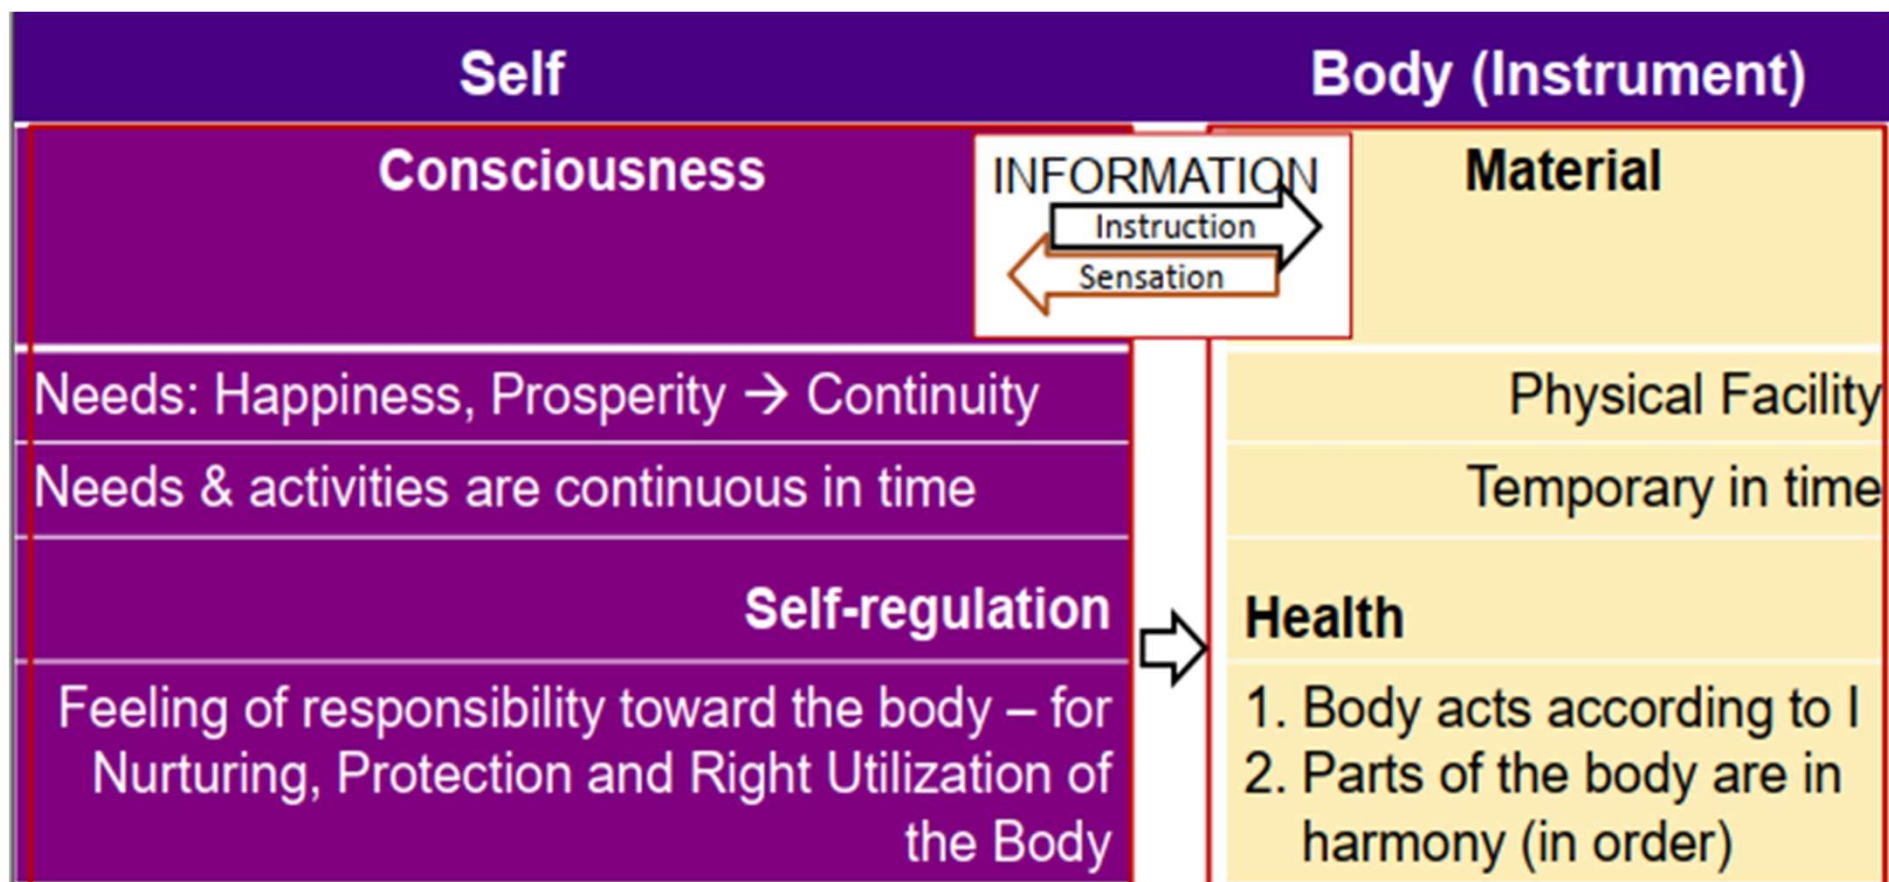 Self
Body (Instrument)
Consciousness
INFORMATION
Instruction
Sensation
Material
Needs: Happiness, Prosperity → Continuity
Physical Facility
Needs & activities are continuous in time
Temporary in time
Self-regulation
Health
Feeling of responsibility toward the body – for
Nurturing, Protection and Right Utilization of
the Body
1. Body acts according to I
2. Parts of the body are in
harmony (in order)